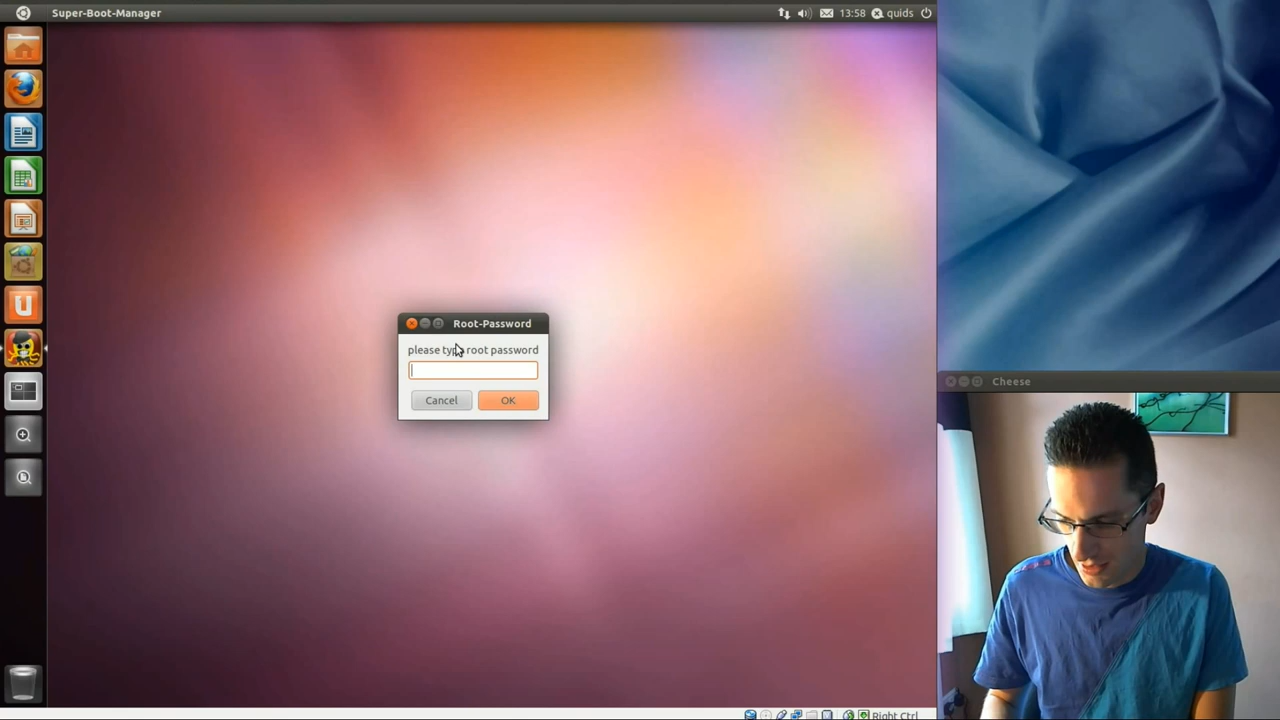 Super-Boot-Manager
13:58
quids
Root-Password
please type root password
Cancel
OK
Cheese
Right Ctrl